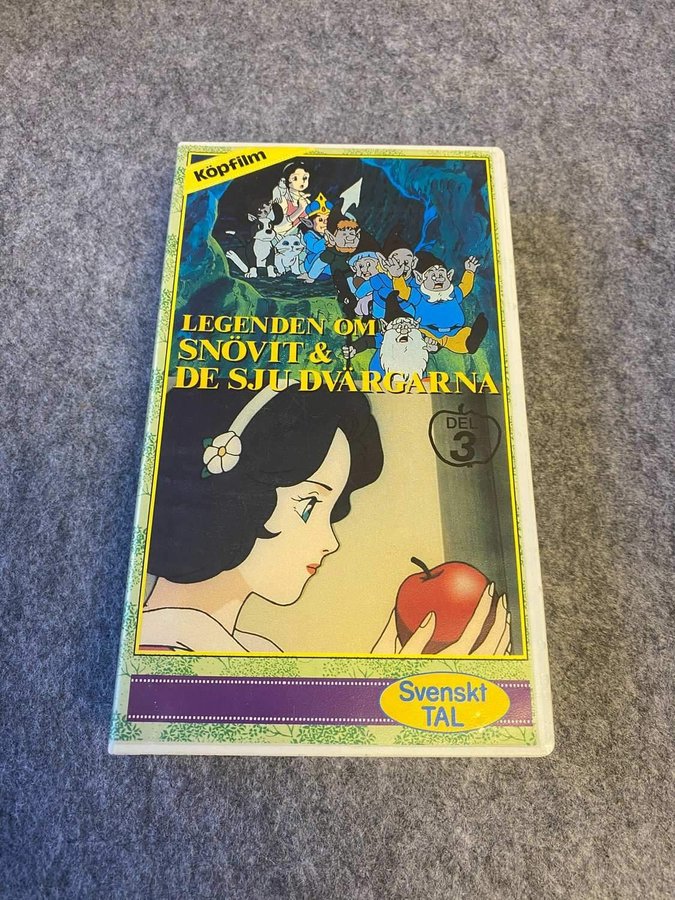 Köpfilm
LEGENDEN OM
SNÖVIT &
DE SJU DVÄRGARNA
DEL
3
Svenskt
TAL